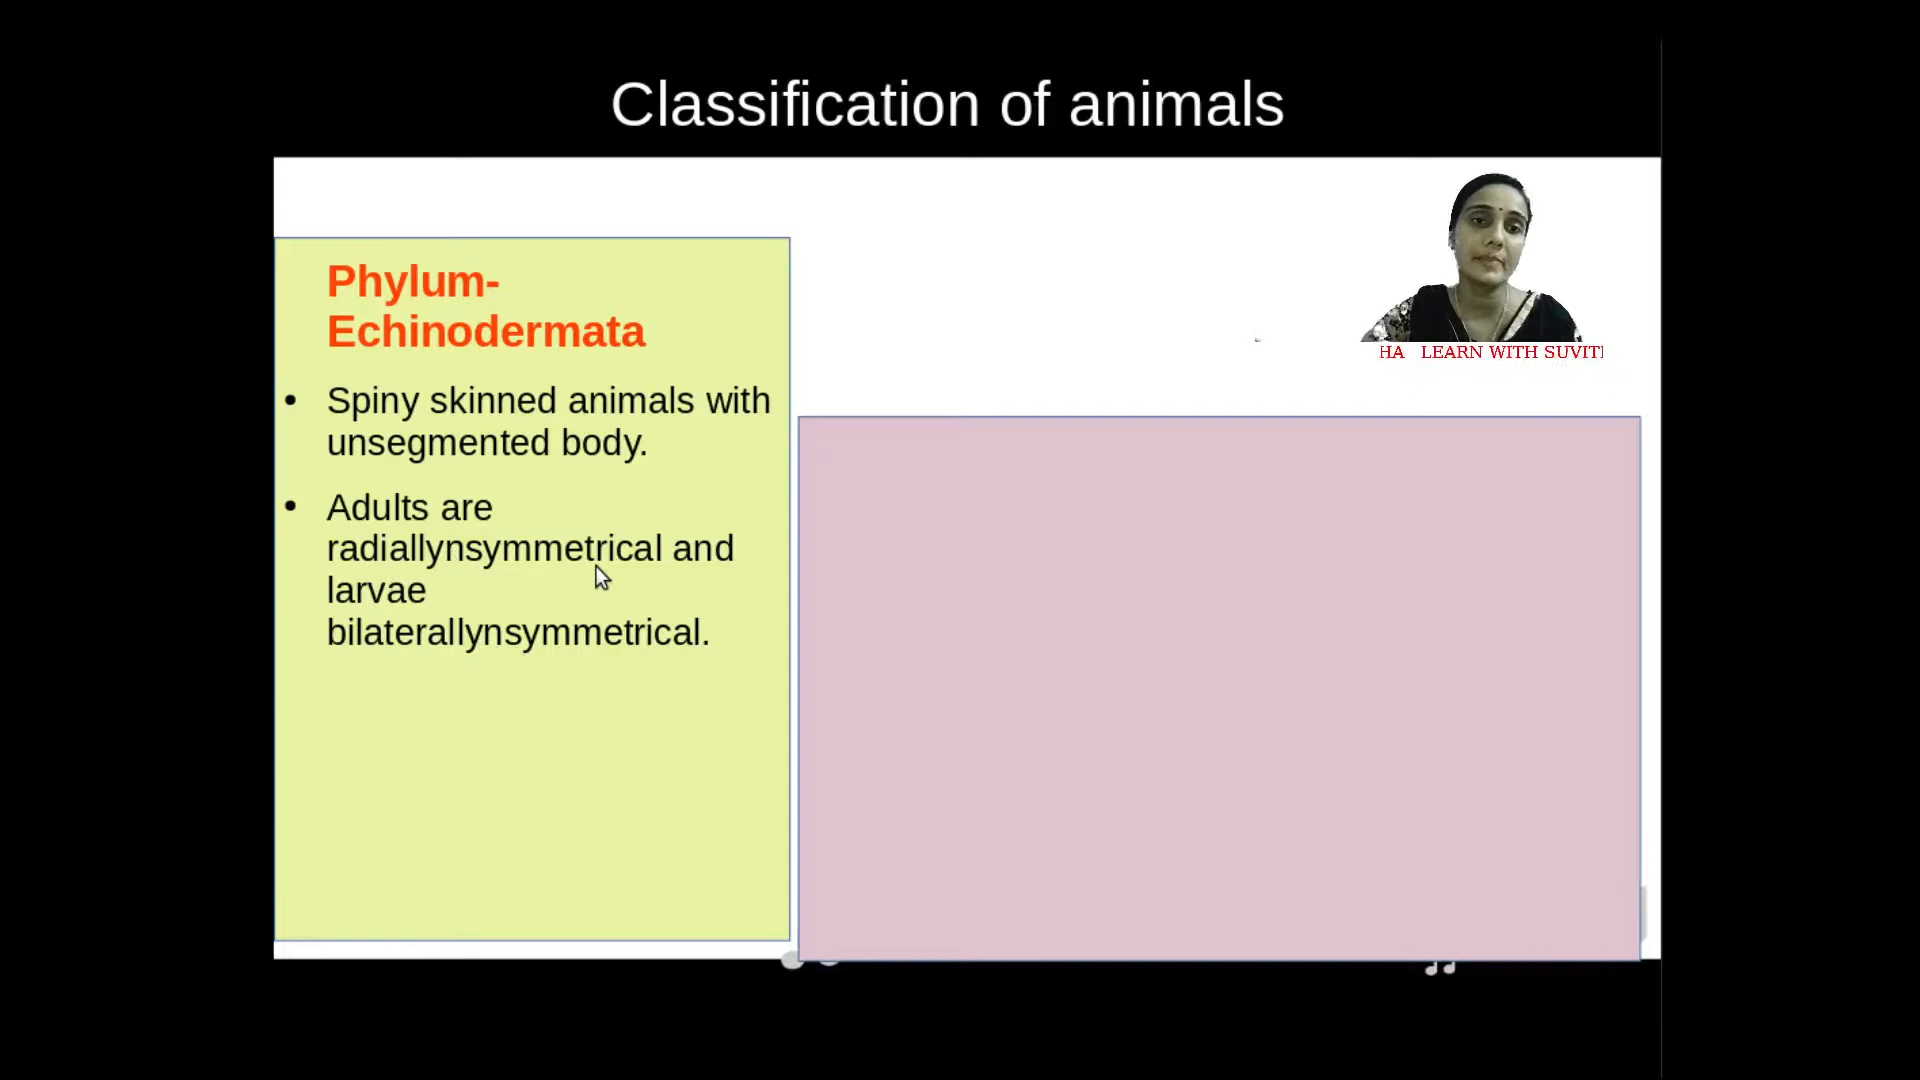 Classification of animals
Phylum-
Echinodermata
• Spiny skinned animals with
unsegmented body.
• Adults are
radiallynsymmetrical and
larvae
bilaterallynsymmetrical.
HA LEARN WITH SUVIT